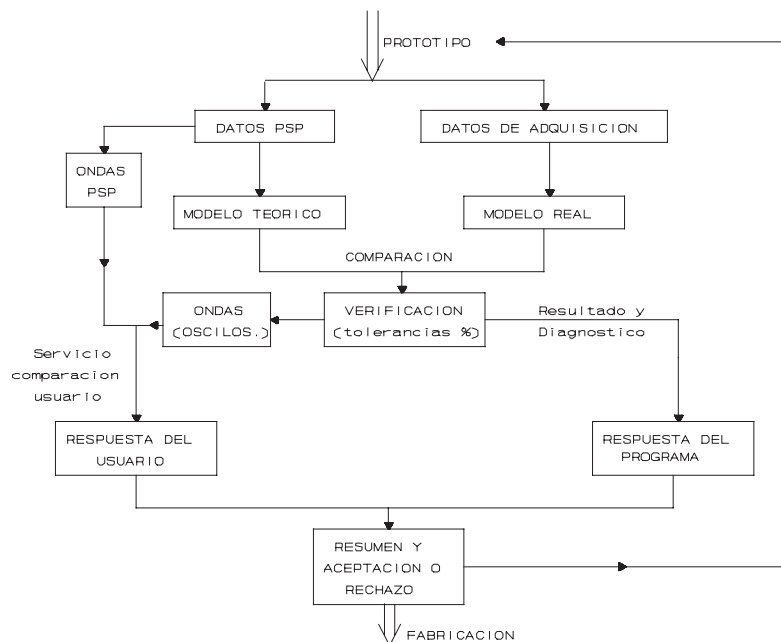 PROTOTIPO
DATOS PSP
DATOS DE ADQUISICION
ONDAS
PSP
MODELO TEORICO
MODELO REAL
COMPARACION
ONDAS
(OSCILOS.)
VERIFICACION
(tolerancias %)
Resultado y
Diagnostico
Servicio
comparacion
usuario
RESPUESTA DEL
USUARIO
RESPUESTA DEL
PROGRAMA
RESUMEN Y
ACEPTACION O
RECHAZO
FABRICACION